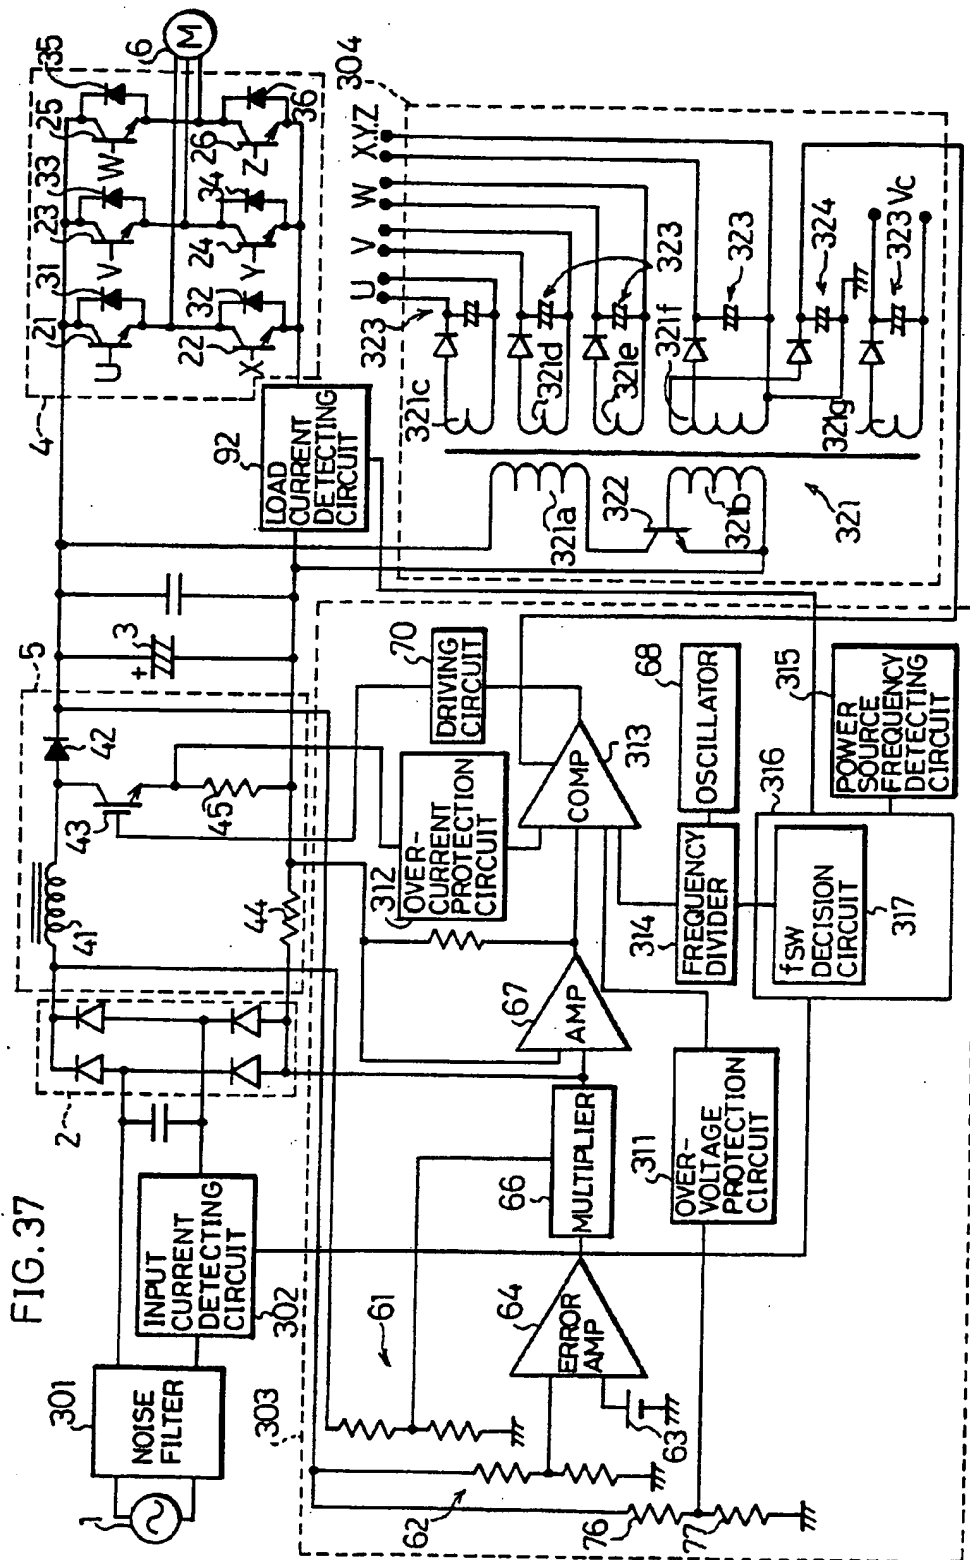 FIG. 37
1
301
NOISE
FILTER
INPUT
CURRENT
DETECTING
CIRCUIT
302
2
5
41
42
43
44
45
3
+
4
92
LOAD
CURRENT
DETECTING
CIRCUIT
21
31
23
33
25
35
U
V
W
22
32
24
34
26
36
X
Y
Z
6
M
303
61
62
63
64
ERROR
AMP
66
MULTIPLIER
67
AMP
76
77
311
OVER-
VOLTAGE
PROTECTION
CIRCUIT
312
OVER-
CURRENT
PROTECTION
CIRCUIT
70
DRIVING
CIRCUIT
COMP
313
314
FREQUENCY
DIVIDER
68
OSCILLATOR
315
POWER
SOURCE
FREQUENCY
DETECTING
CIRCUIT
316
fsw
DECISION
CIRCUIT
317
304
U
V
W
X.Y.Z
323
321c
321d
321e
323
321f
323
324
321g
323
Vc
321a
322
321b
321